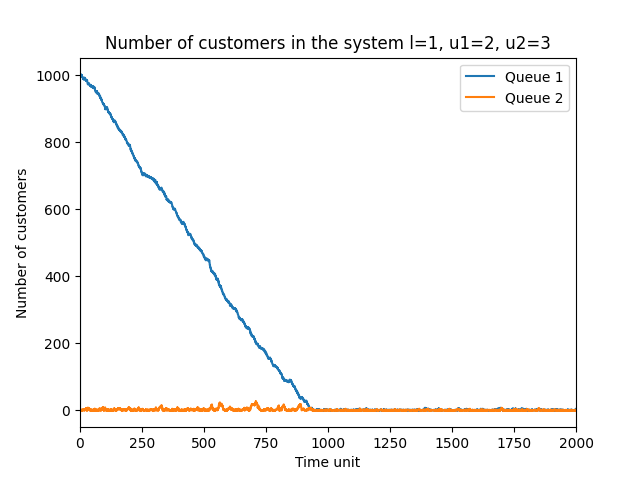 Number of customers in the system l=1, u1=2, u2=3
Queue 1
Queue 2
Number of customers
1000
800
600
400
200
0
0 250 500 750 1000 1250 1500 1750 2000
Time unit